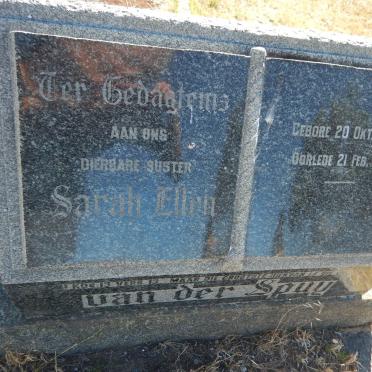 Ter Gedagtenis
AAN ONS
DIERBARE SUSTER
Sarah Ellen
GEBORE 20 OKT
OORLEDE 21 FEB.
van der Spuy